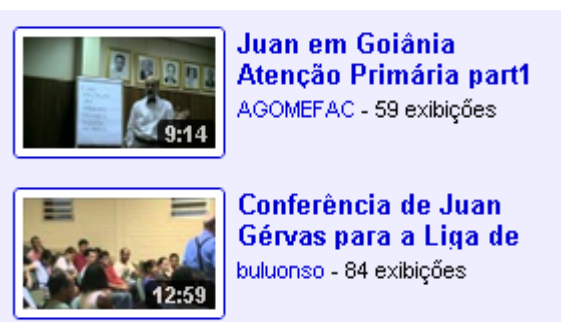 Juan em Goiânia
Atenção Primária part1
AGOMEFAC - 59 exibições
9:14
Conferência de Juan
Gérvas para a Liga de
buluonso - 84 exibições
12:59